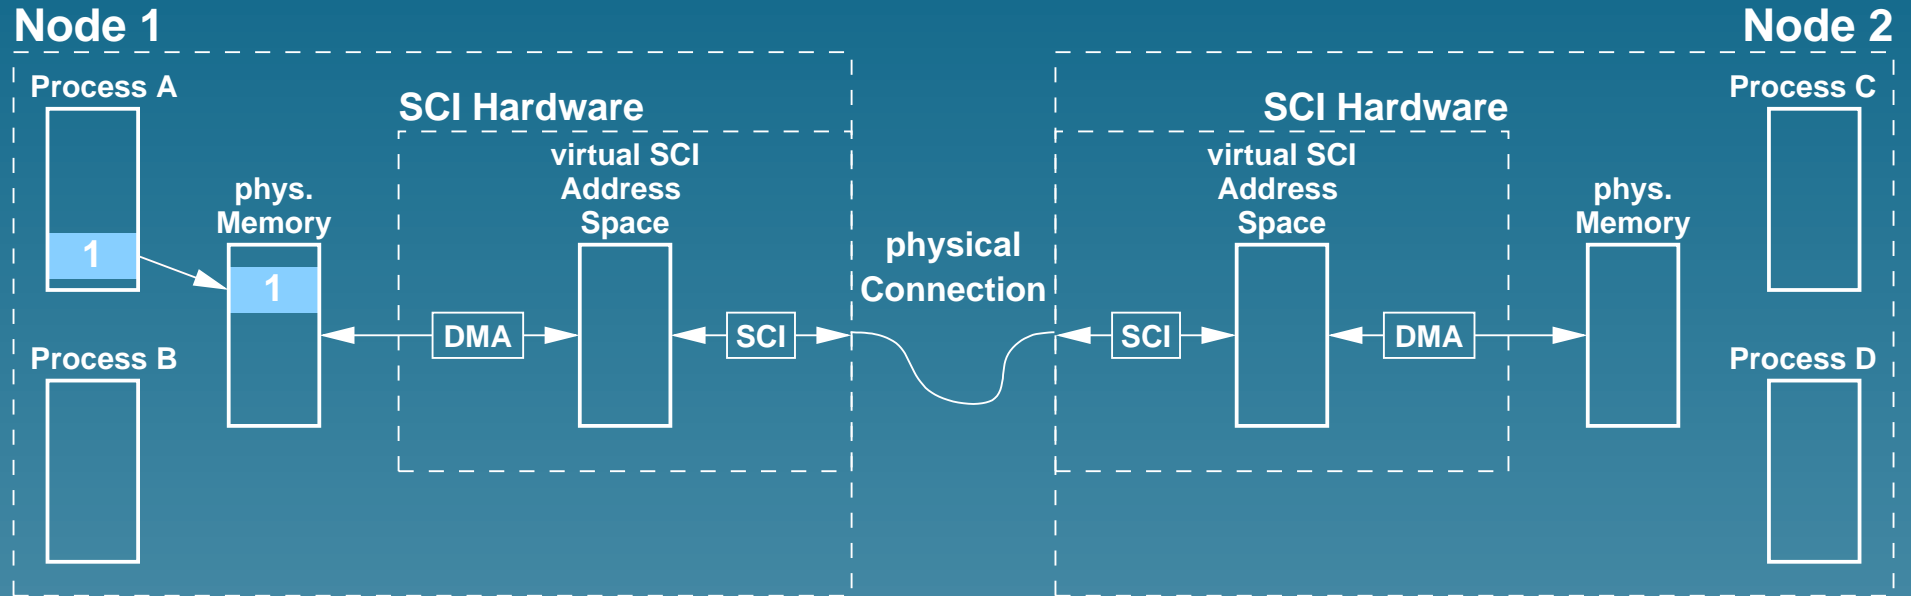 Node 1
Node 2
Process A
Process C
SCI Hardware
SCI Hardware
virtual SCI
Address
Space
virtual SCI
Address
Space
phys.
Memory
phys.
Memory
1
1
physical
Connection
DMA
SCI
SCI
DMA
Process B
Process D